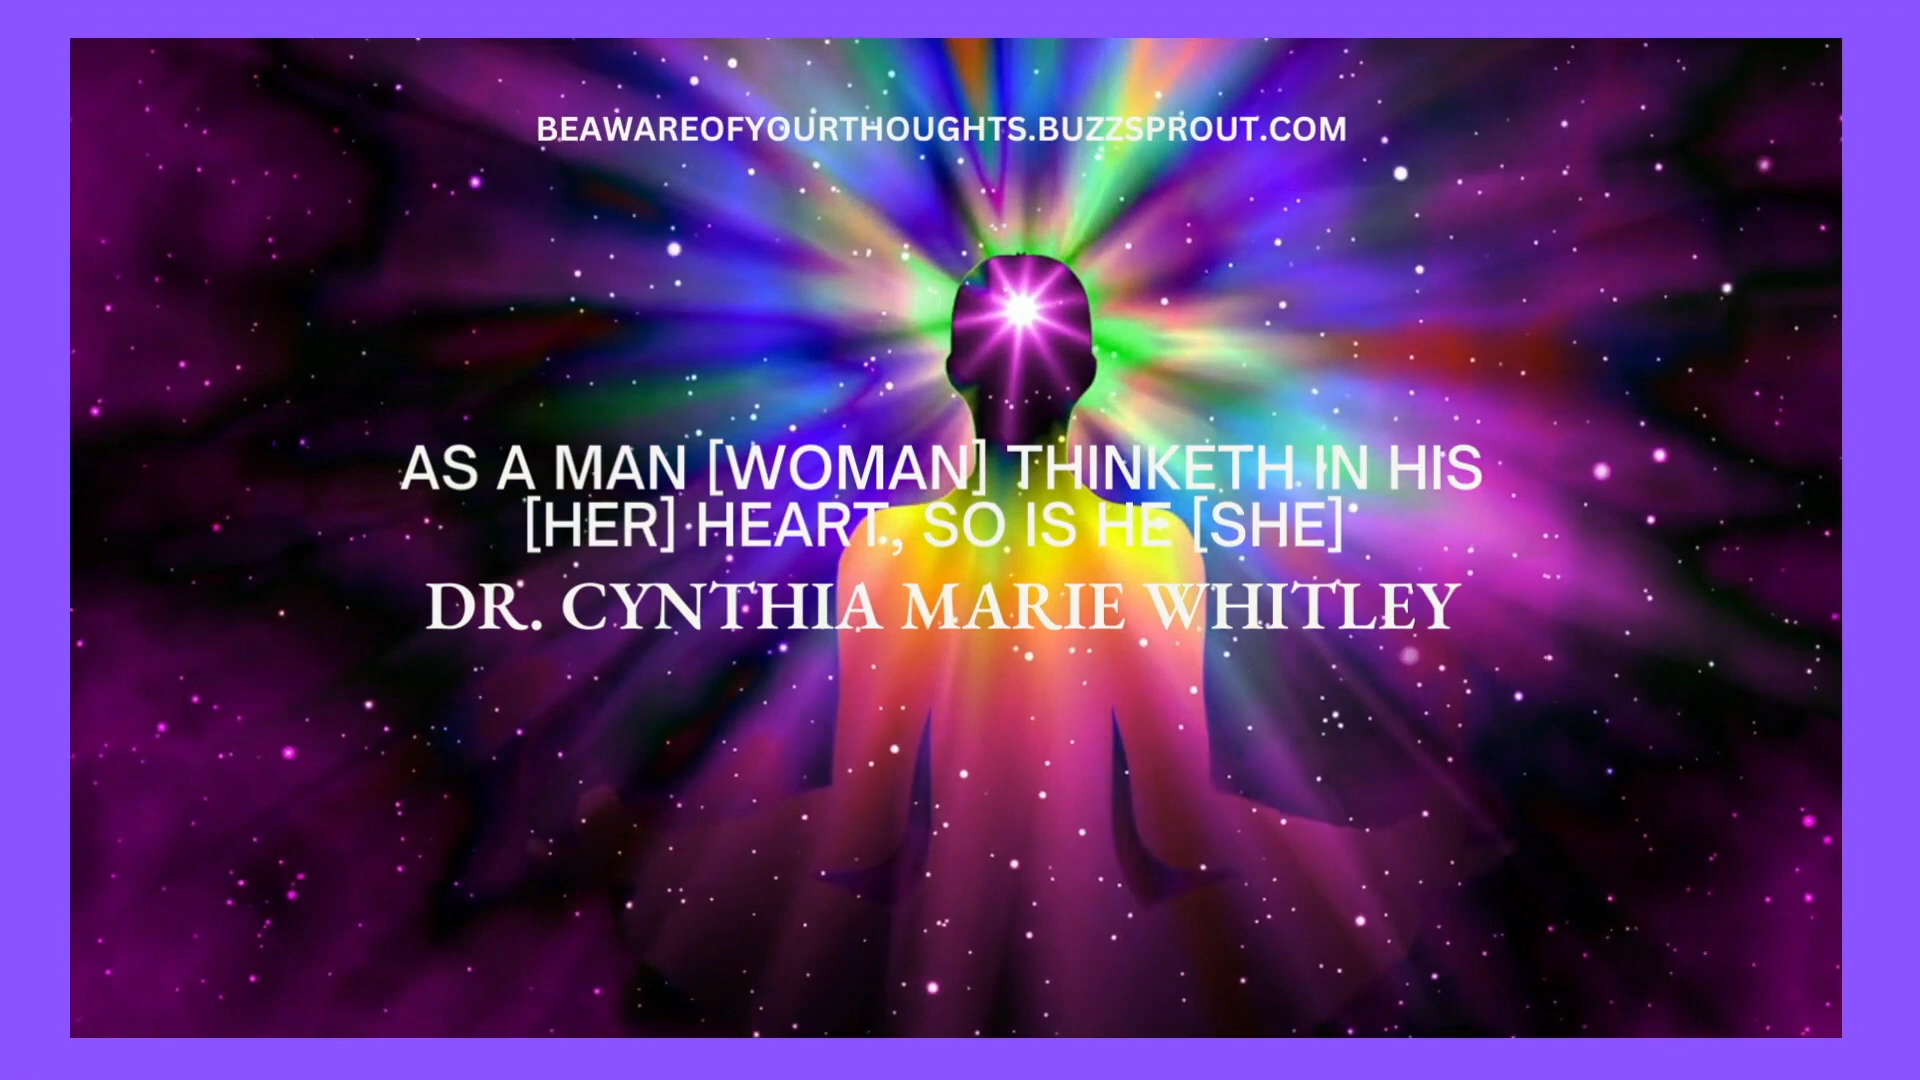 BEAWAREOFYOURTHOUGHTS.BUZZSPROUT.COM
AS A MAN [WOMAN] THINKETH IN HIS
[HER] HEART, SO IS HE [SHE]
DR. CYNTHIA MARIE WHITLEY